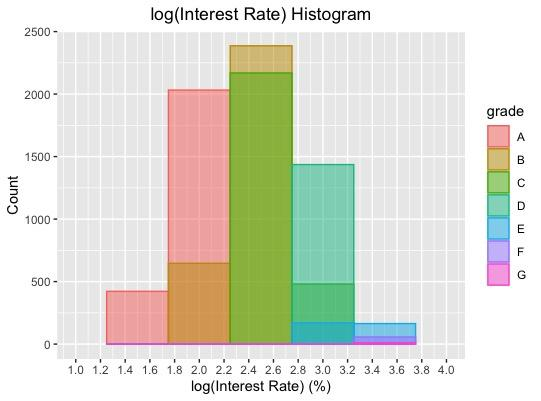 log(Interest Rate) Histogram
2500
2000
1500
1000
500
0
Count
1.0 1.2 1.4 1.6 1.8 2.0 2.2 2.4 2.6 2.8 3.0 3.2 3.4 3.6 3.8 4.0
log(Interest Rate) (%)
grade
A
B
C
D
E
F
G